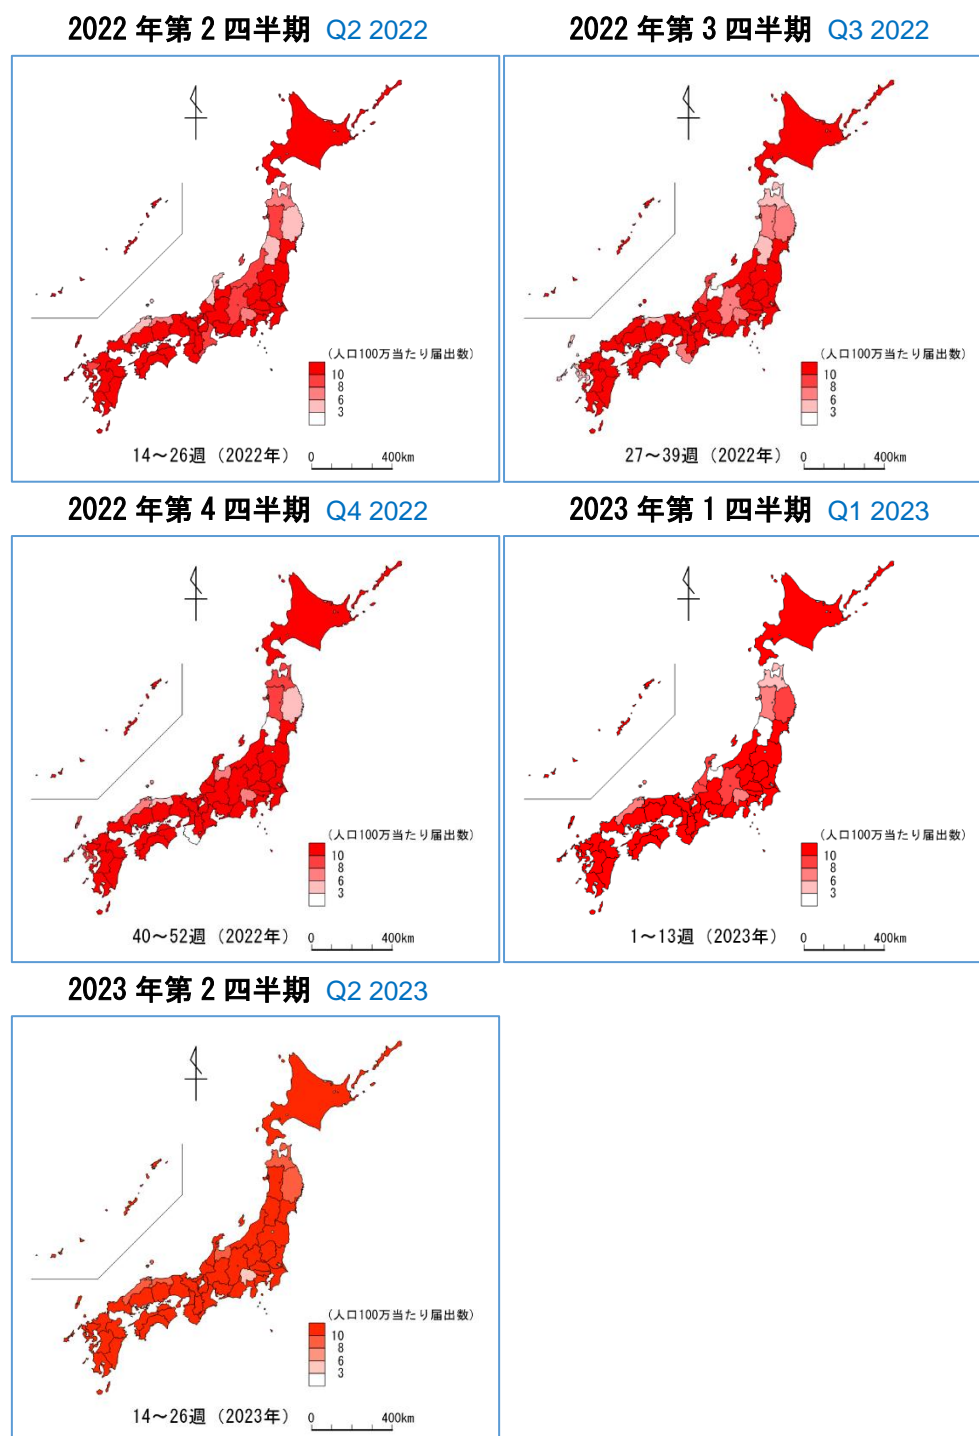 2022 年第 2 四半期 Q2 2022
2022 年第 3 四半期 Q3 2022
(人口100万当たり届出数)
10
8
6
3
14～26週 (2022年)
0 400km
(人口100万当たり届出数)
10
8
6
3
27～39週 (2022年)
0 400km
2022 年第 4 四半期 Q4 2022
2023 年第 1 四半期 Q1 2023
(人口100万当たり届出数)
10
8
6
3
40～52週 (2022年)
0 400km
(人口100万当たり届出数)
10
8
6
3
1～13週 (2023年)
0 400km
2023 年第 2 四半期 Q2 2023
(人口100万当たり届出数)
10
8
6
3
14～26週 (2023年)
0 400km